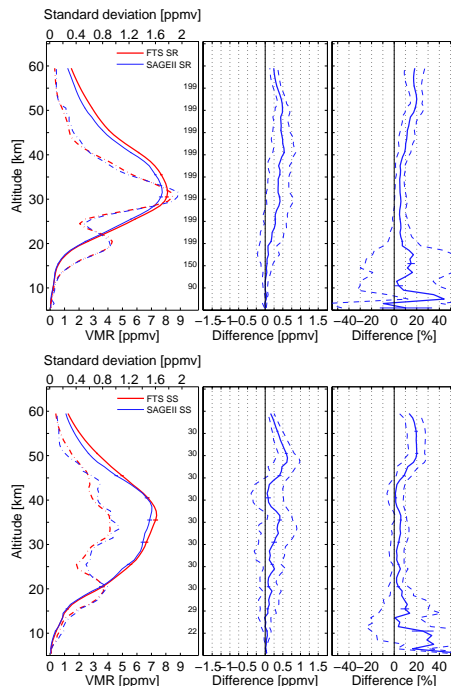 Standard deviation [ppmv]
0 0.4 0.8 1.2 1.6 2
FTS SR
SAGEII SR
60
50
40
30
20
10
Altitude [km]
199
199
199
199
199
199
199
199
150
90
0 1 2 3 4 5 6 7 8 9
VMR [ppmv]
−1.5 −1.0 −0.5 0 0.5 1.0 1.5
Difference [ppmv]
−40 −20 0 20 40
Difference [%]
Standard deviation [ppmv]
0 0.4 0.8 1.2 1.6 2
FTS SS
SAGEII SS
60
50
40
30
20
10
Altitude [km]
30
30
30
30
30
30
30
30
29
22
0 1 2 3 4 5 6 7 8 9
VMR [ppmv]
−1.5 −1.0 −0.5 0 0.5 1.0 1.5
Difference [ppmv]
−40 −20 0 20 40
Difference [%]